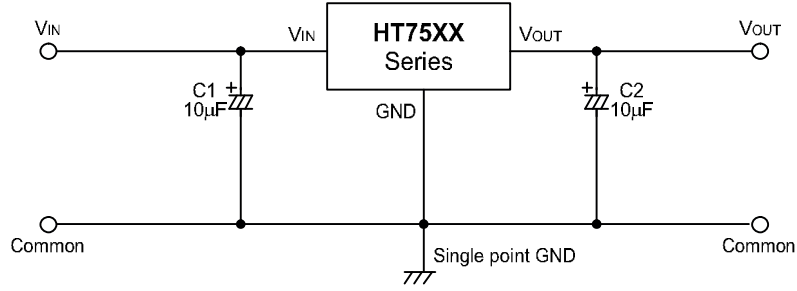 VIN
VIN
HT75XX
Series
VOUT
VOUT
C1
10μF
+
GND
+
C2
10μF
Common
Single point GND
Common